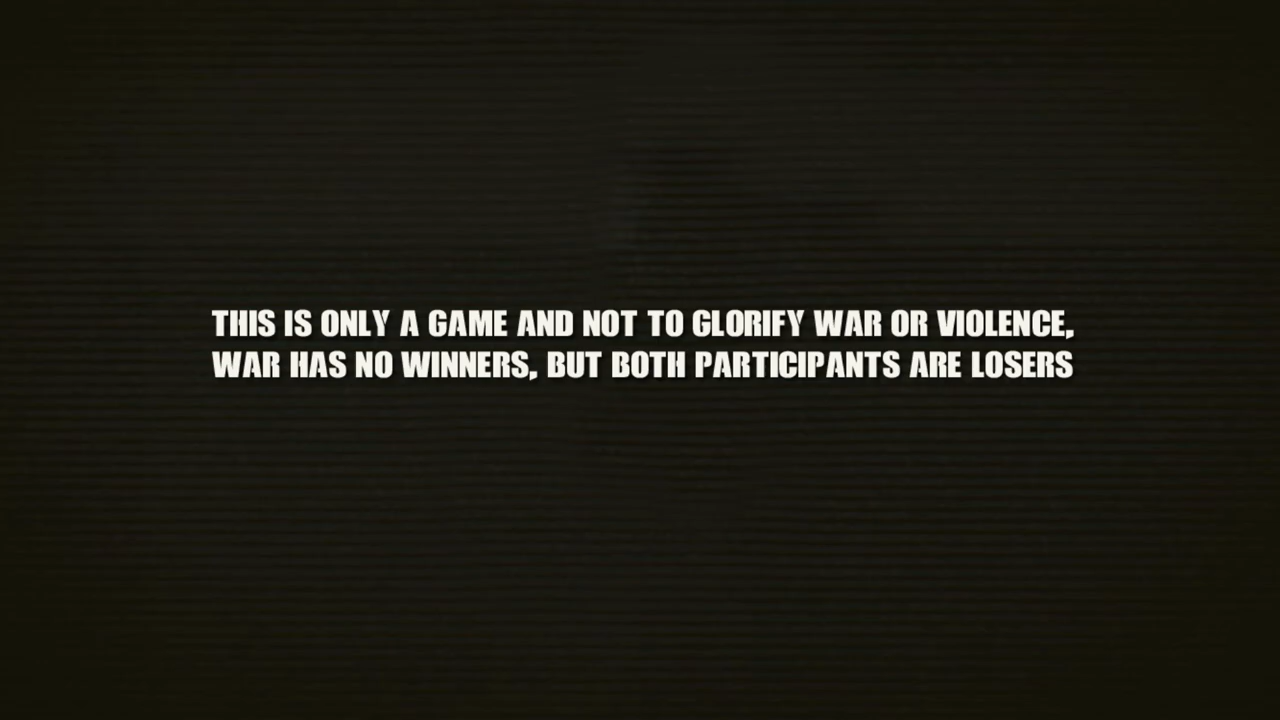 THIS IS ONLY A GAME AND NOT TO GLORIFY WAR OR VIOLENCE,
WAR HAS NO WINNERS, BUT BOTH PARTICIPANTS ARE LOSERS